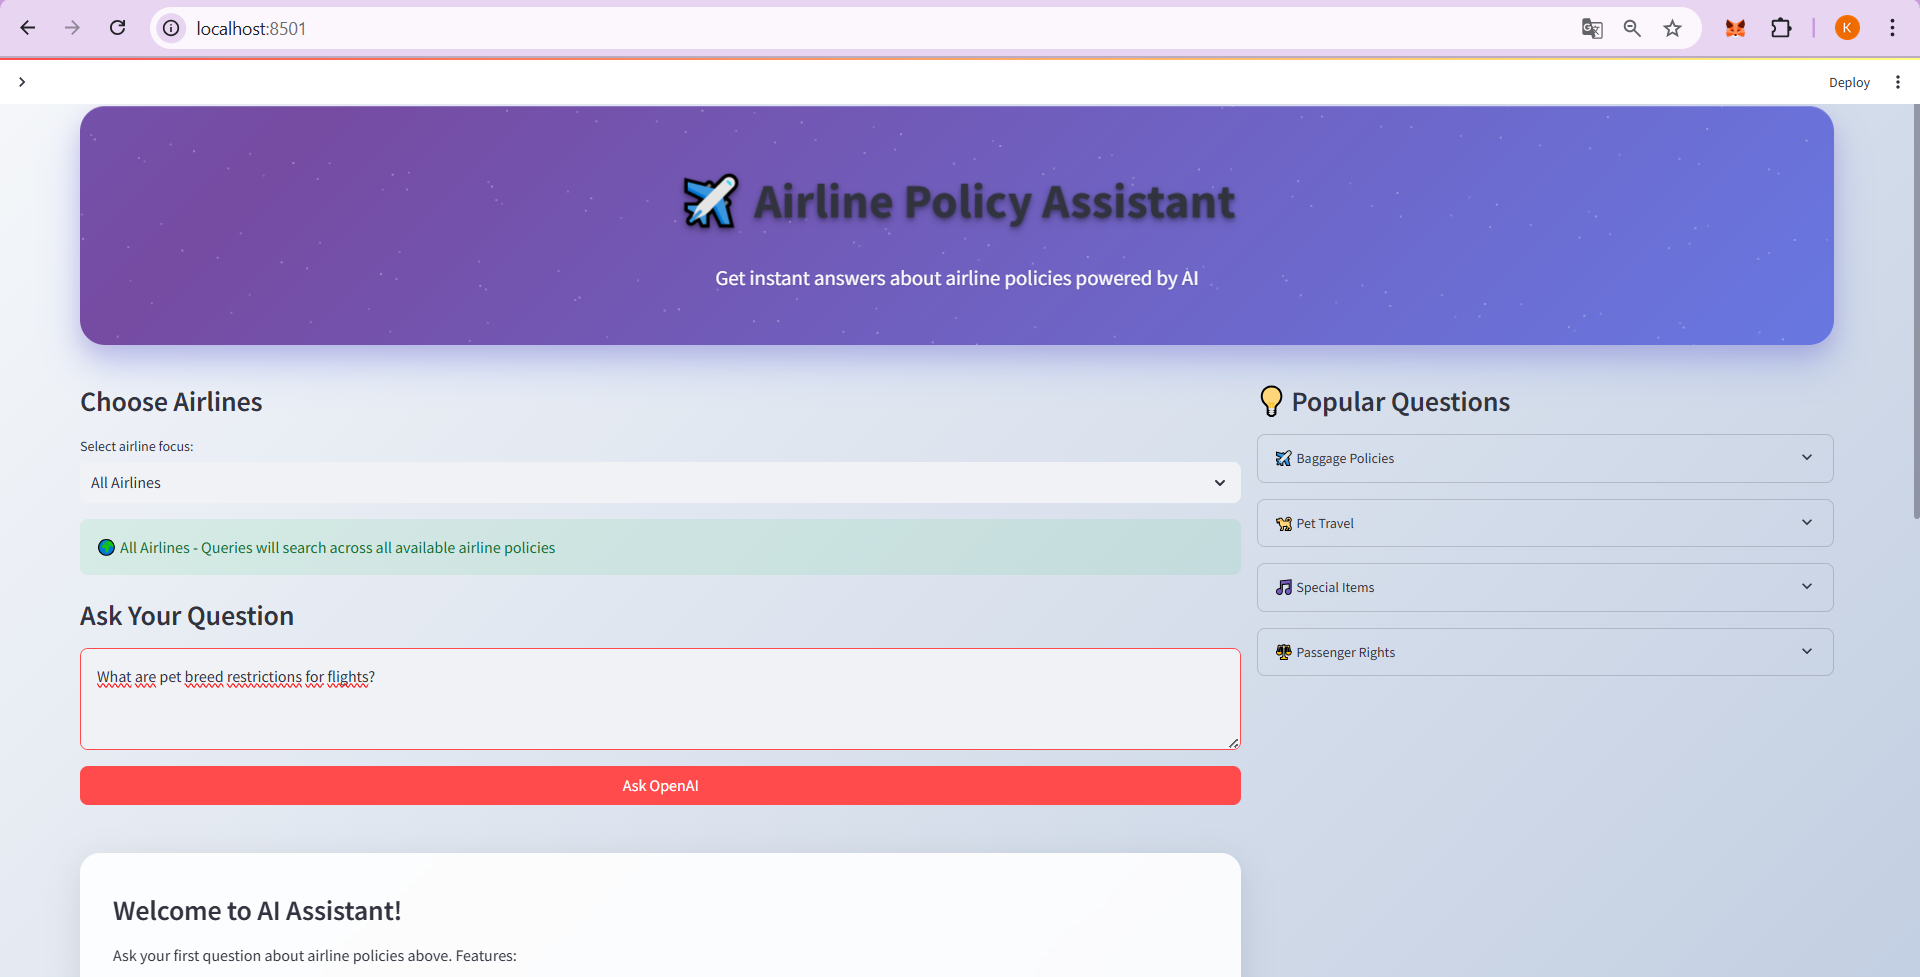 localhost:8501
K
Deploy
Airline Policy Assistant
Get instant answers about airline policies powered by AI
Choose Airlines
Select airline focus:
All Airlines
All Airlines - Queries will search across all available airline policies
Ask Your Question
What are pet breed restrictions for flights?
Ask OpenAI
Welcome to AI Assistant!
Ask your first question about airline policies above. Features:
Popular Questions
Baggage Policies
Pet Travel
Special Items
Passenger Rights